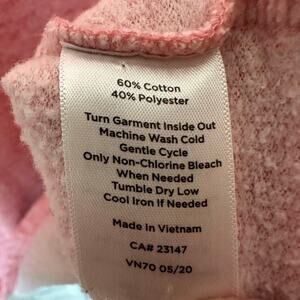 60% Cotton
40% Polyester
Turn Garment Inside Out
Machine Wash Cold
Gentle Cycle
Only Non-Chlorine Bleach
When Needed
Tumble Dry Low
Cool Iron If Needed
Made in Vietnam
CA# 23147
VN70 05/20